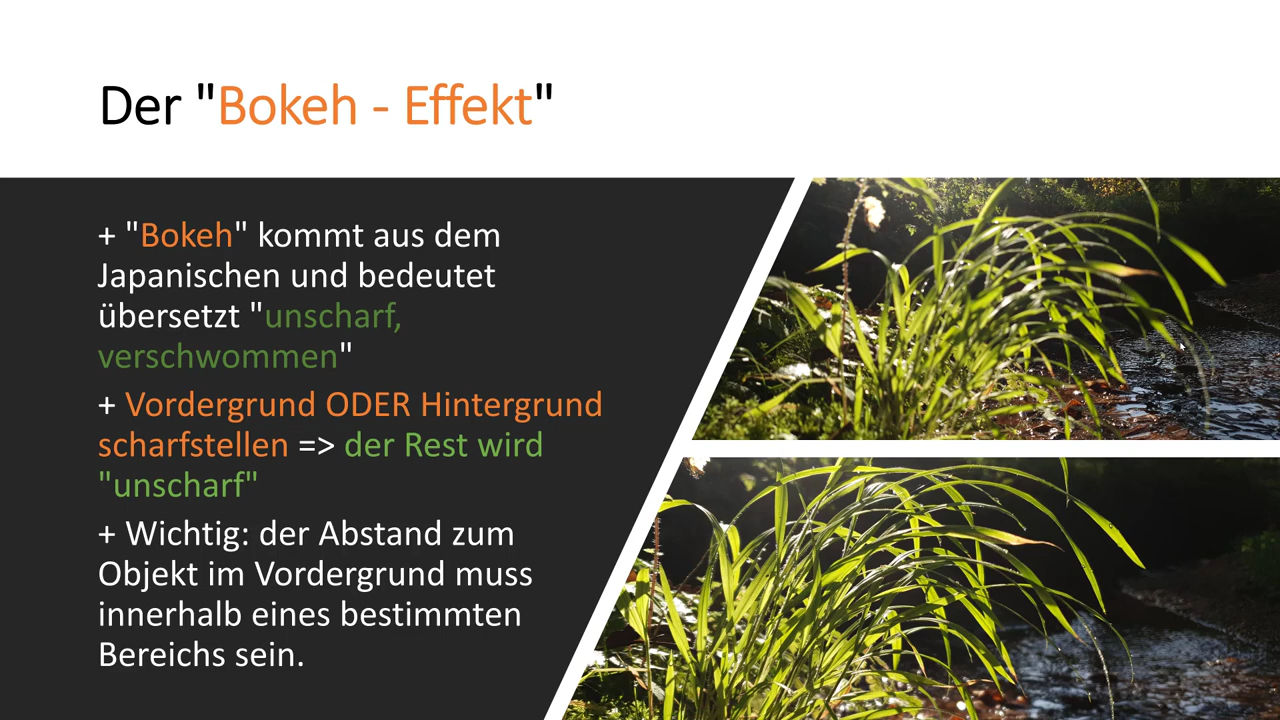 Der "Bokeh - Effekt"
+ "Bokeh" kommt aus dem
Japanischen und bedeutet
übersetzt "unscharf,
verschwommen"
+ Vordergrund ODER Hintergrund
scharfstellen => der Rest wird
"unscharf"
+ Wichtig: der Abstand zum
Objekt im Vordergrund muss
innerhalb eines bestimmten
Bereichs sein.